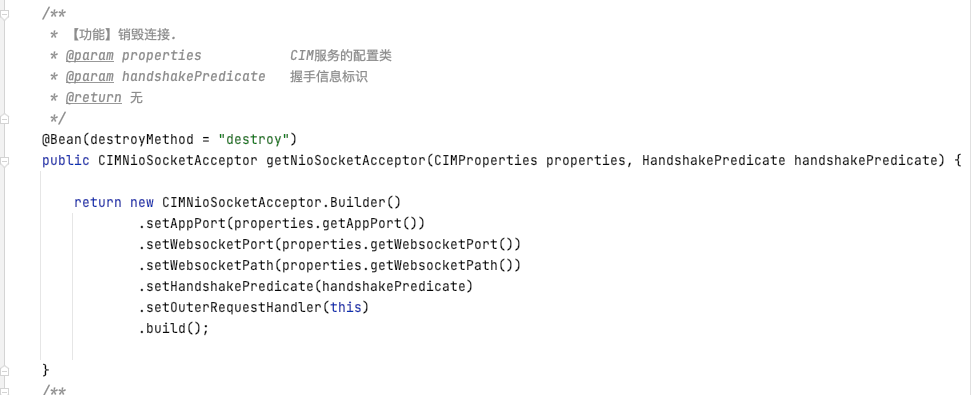 /**
 * 【功能】销毁连接.
 * @param properties          CIM服务的配置类
 * @param handshakePredicate   握手信息标识
 * @return 无
 */
@Bean(destroyMethod = "destroy")
public CIMNioSocketAcceptor getNioSocketAcceptor(CIMProperties properties, HandshakePredicate handshakePredicate) {
    return new CIMNioSocketAcceptor.Builder()
            .setAppPort(properties.getAppPort())
            .setWebsocketPort(properties.getWebsocketPort())
            .setWebsocketPath(properties.getWebsocketPath())
            .setHandshakePredicate(handshakePredicate)
            .setOuterRequestHandler(this)
            .build();
}
/**